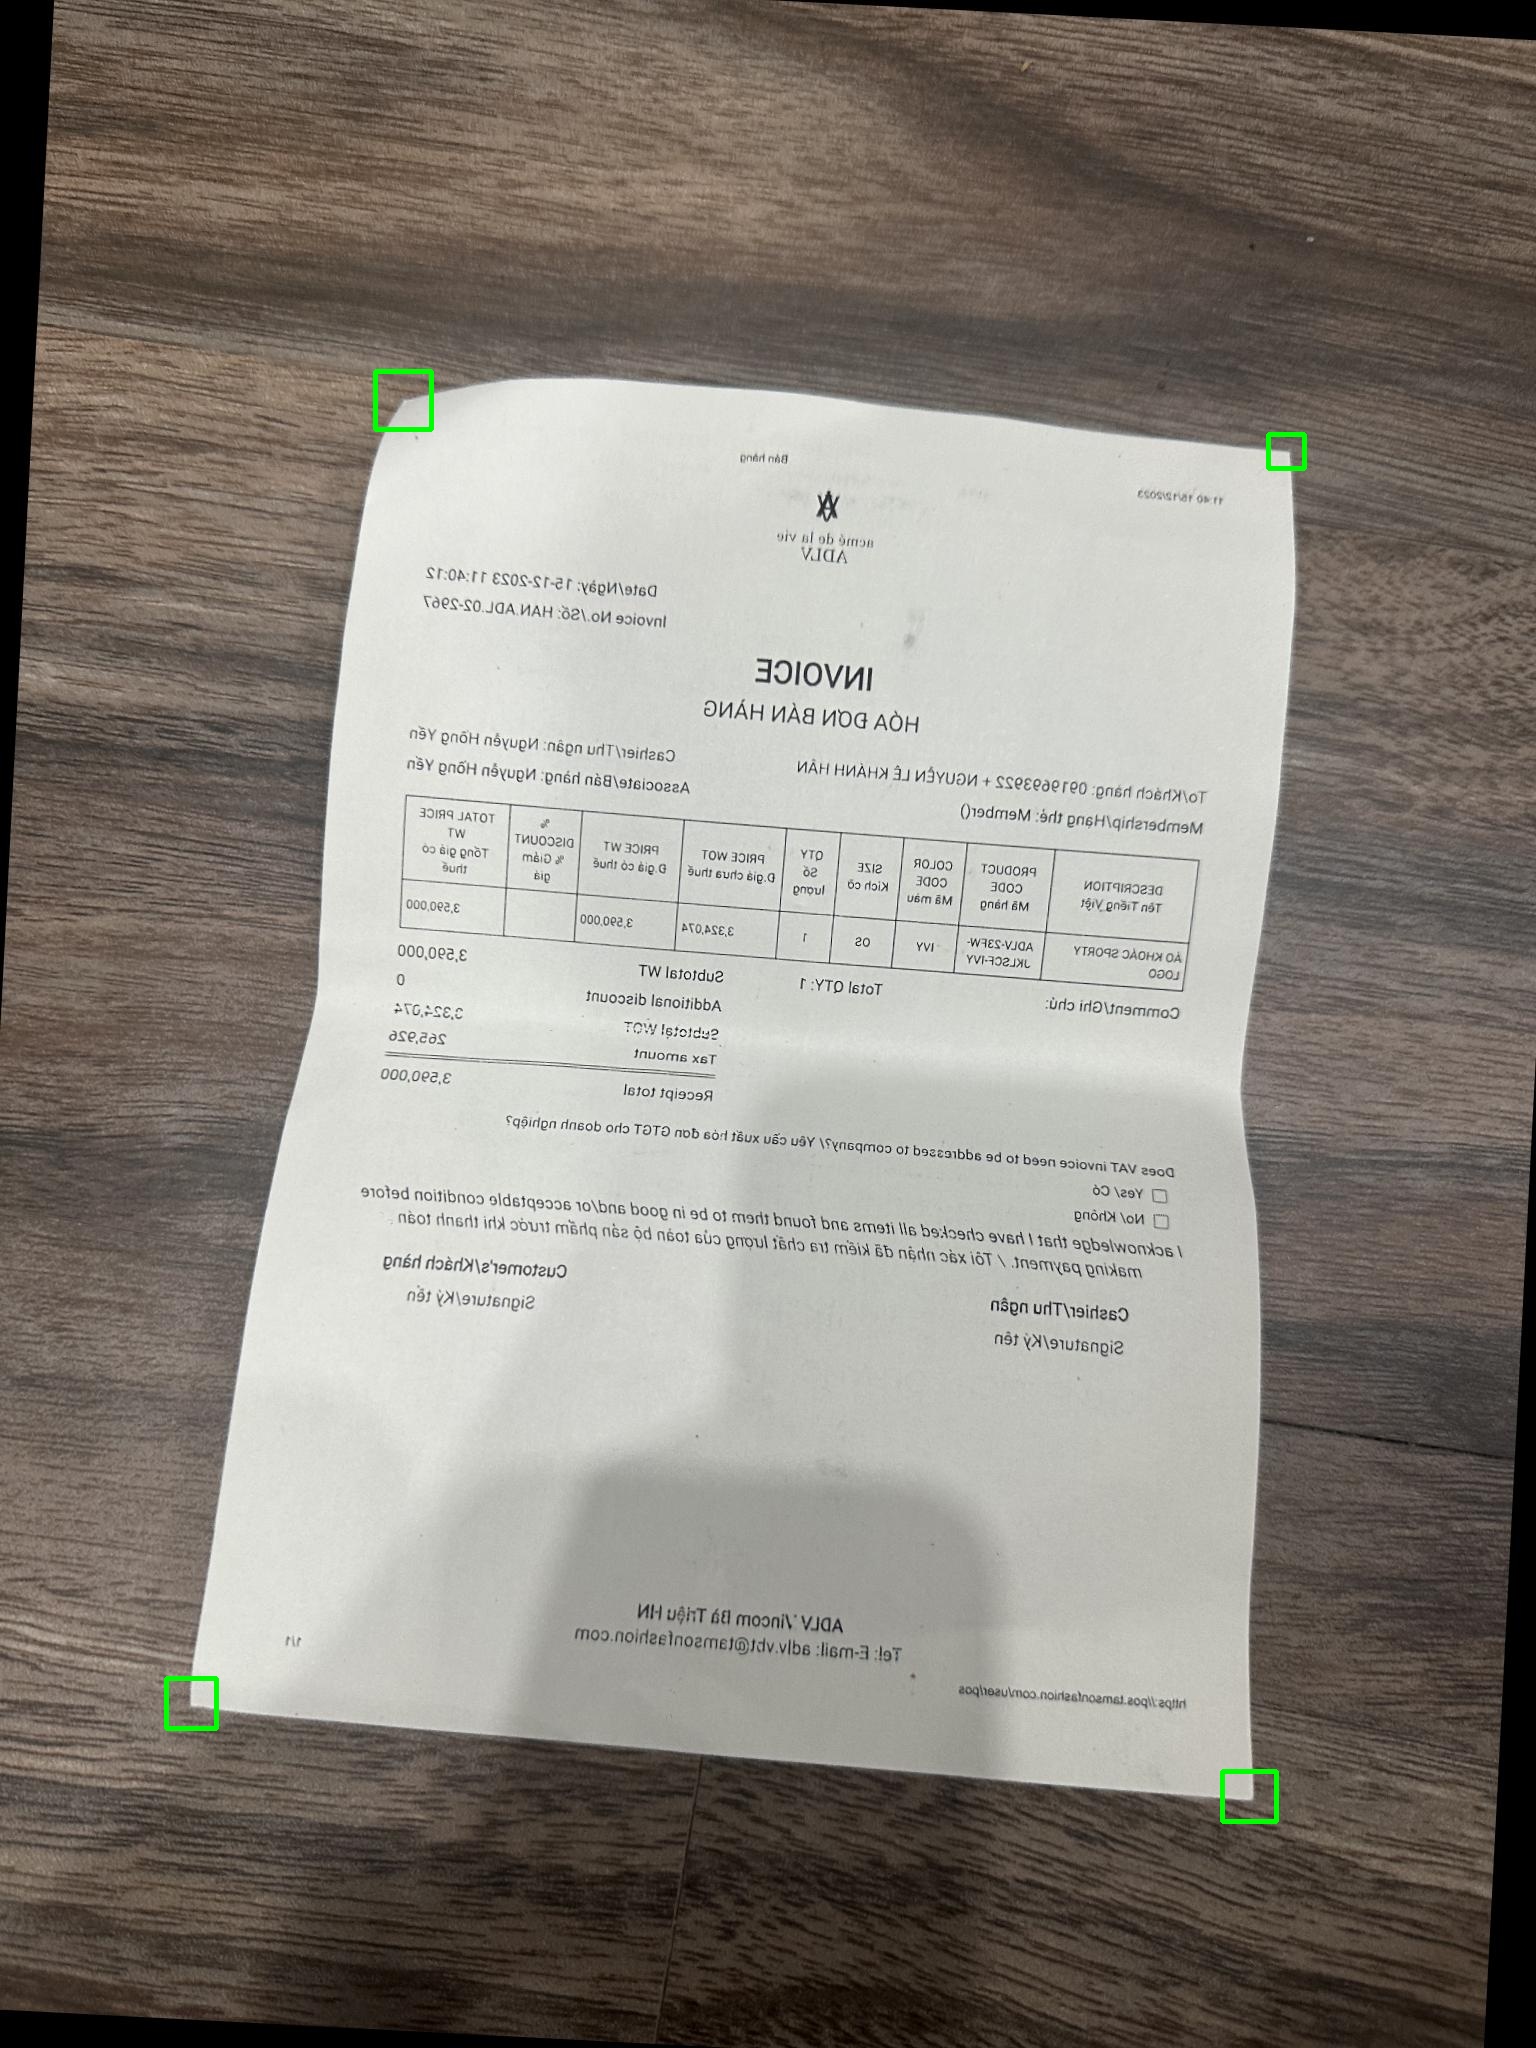 11:40 15/12/2023
Bán hàng
acmé de la vie
ADLV
Date/Ngày: 15-12-2023 11:40:12
Invoice No./Số: HAN.ADL.02-2967
INVOICE
HÓA ĐƠN BÁN HÀNG
To/Khách hàng: 0919693922 + NGUYỄN LÊ KHÁNH HÂN
Cashier/Thu ngân: Nguyễn Hồng Yến
Membership/Hạng thẻ: Member()
Associate/Bán hàng: Nguyễn Hồng Yến
DESCRIPTION Tên Tiếng Việt
PRODUCT CODE Mã hàng
COLOR CODE Mã màu
SIZE Kích cỡ
QTY Số lượng
PRICE WOT Đ.giá chưa thuế
PRICE WT Đ.giá có thuế
% DISCOUNT % Giảm giá
TOTAL PRICE WT Tổng giá có thuế
ÁO KHOÁC SPORTY LOGO
ADLV-23FW-JKLSCF-IVY
IVY
OS
1
3,324,074
3,590,000
3,590,000
Comment/Ghi chú:
Total QTY: 1
Subtotal WT 3,590,000
Additional discount 0
Subtotal WOT 3,324,074
Tax amount 265,926
Receipt total 3,590,000
Does VAT invoice need to be addressed to company?/ Yêu cầu xuất hóa đơn GTGT cho doanh nghiệp?
Yes/ Có
No/ Không
I acknowledge that I have checked all items and found them to be in good and/or acceptable condition before
making payment. / Tôi xác nhận đã kiểm tra chất lượng của toàn bộ sản phẩm trước khi thanh toán
Cashier/Thu ngân
Customer's/Khách hàng
Signature/Ký tên
Signature/Ký tên
ADLV Vincom Bà Triệu HN
Tel: E-mail: adlv.vbt@tamsonfashion.com
https://pos.tamsonfashion.com/user/pos
1/1